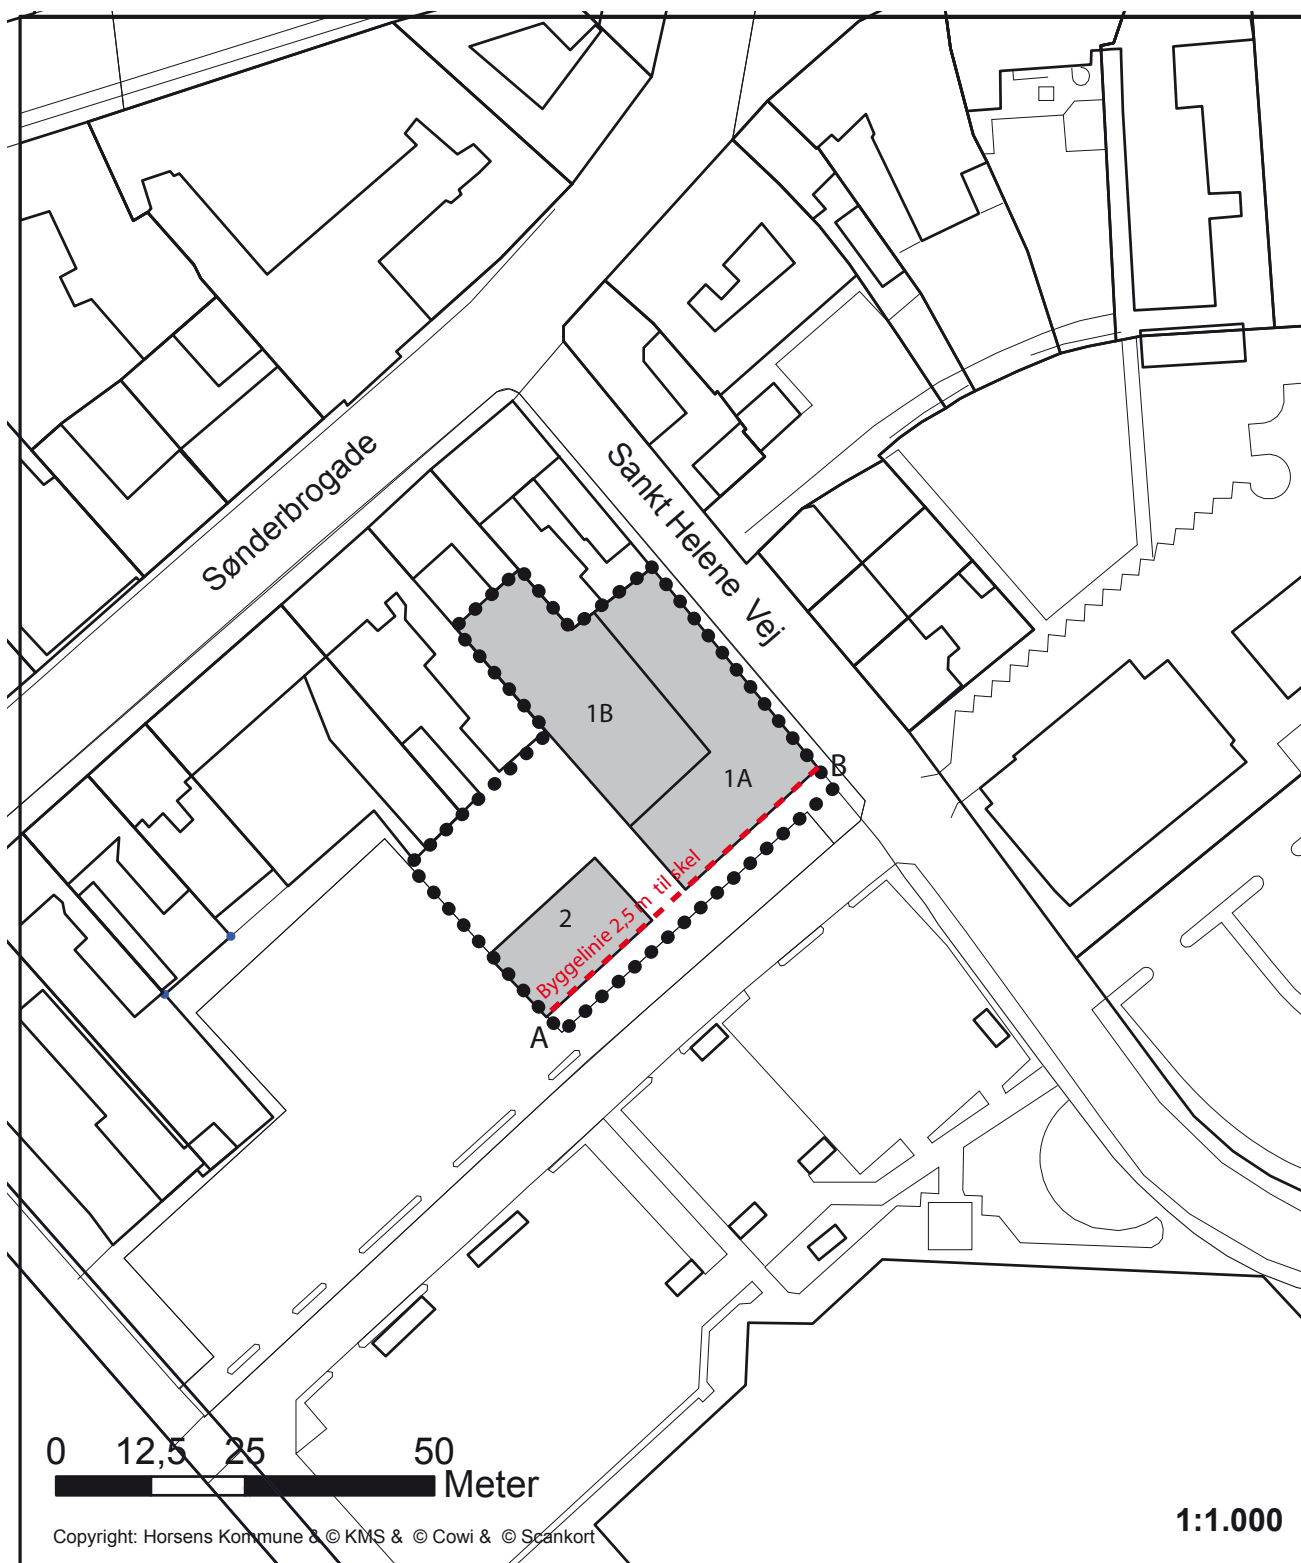 Sønderbrogade
Sankt Helene Vej
1B
1A
B
2
Byggelinie 2,5 m til skel
A
0 12,5 25 50
Meter
Copyright: Horsens Kommune & © KMS & © Cowi & © Scankort
1:1.000